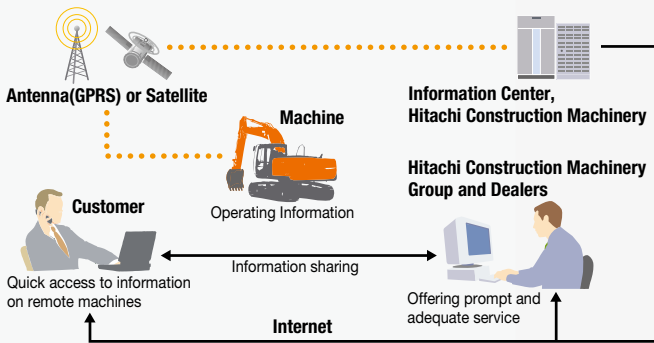 Antenna(GPRS) or Satellite
Information Center,
Hitachi Construction Machinery
Machine
Operating Information
Hitachi Construction Machinery
Group and Dealers
Customer
Quick access to information
on remote machines
Information sharing
Offering prompt and
adequate service
Internet